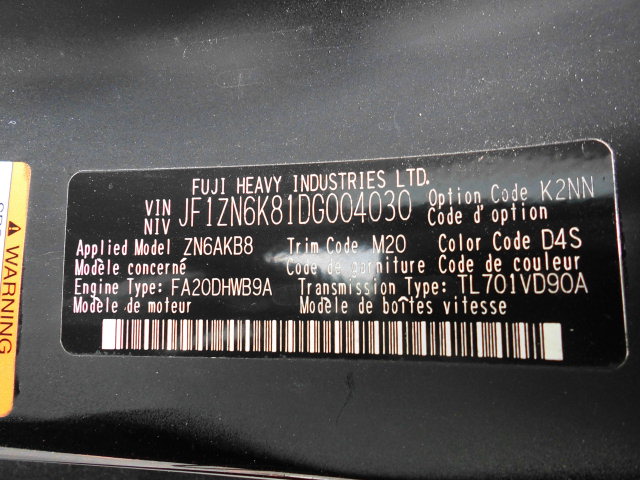 FUJI HEAVY INDUSTRIES LTD.
VIN NIV JF1ZN6K81DG004030 Option Code K2NN
Code d'option
Applied Model ZN6AKB8 Trim Code M20 Color Code D4S
Modèle concerné Code de garniture Code de couleur
Engine Type: FA20DHWB9A Transmission Type: TL701VD90A
Modèle de moteur Modèle de boîtes vitesse
WARNING